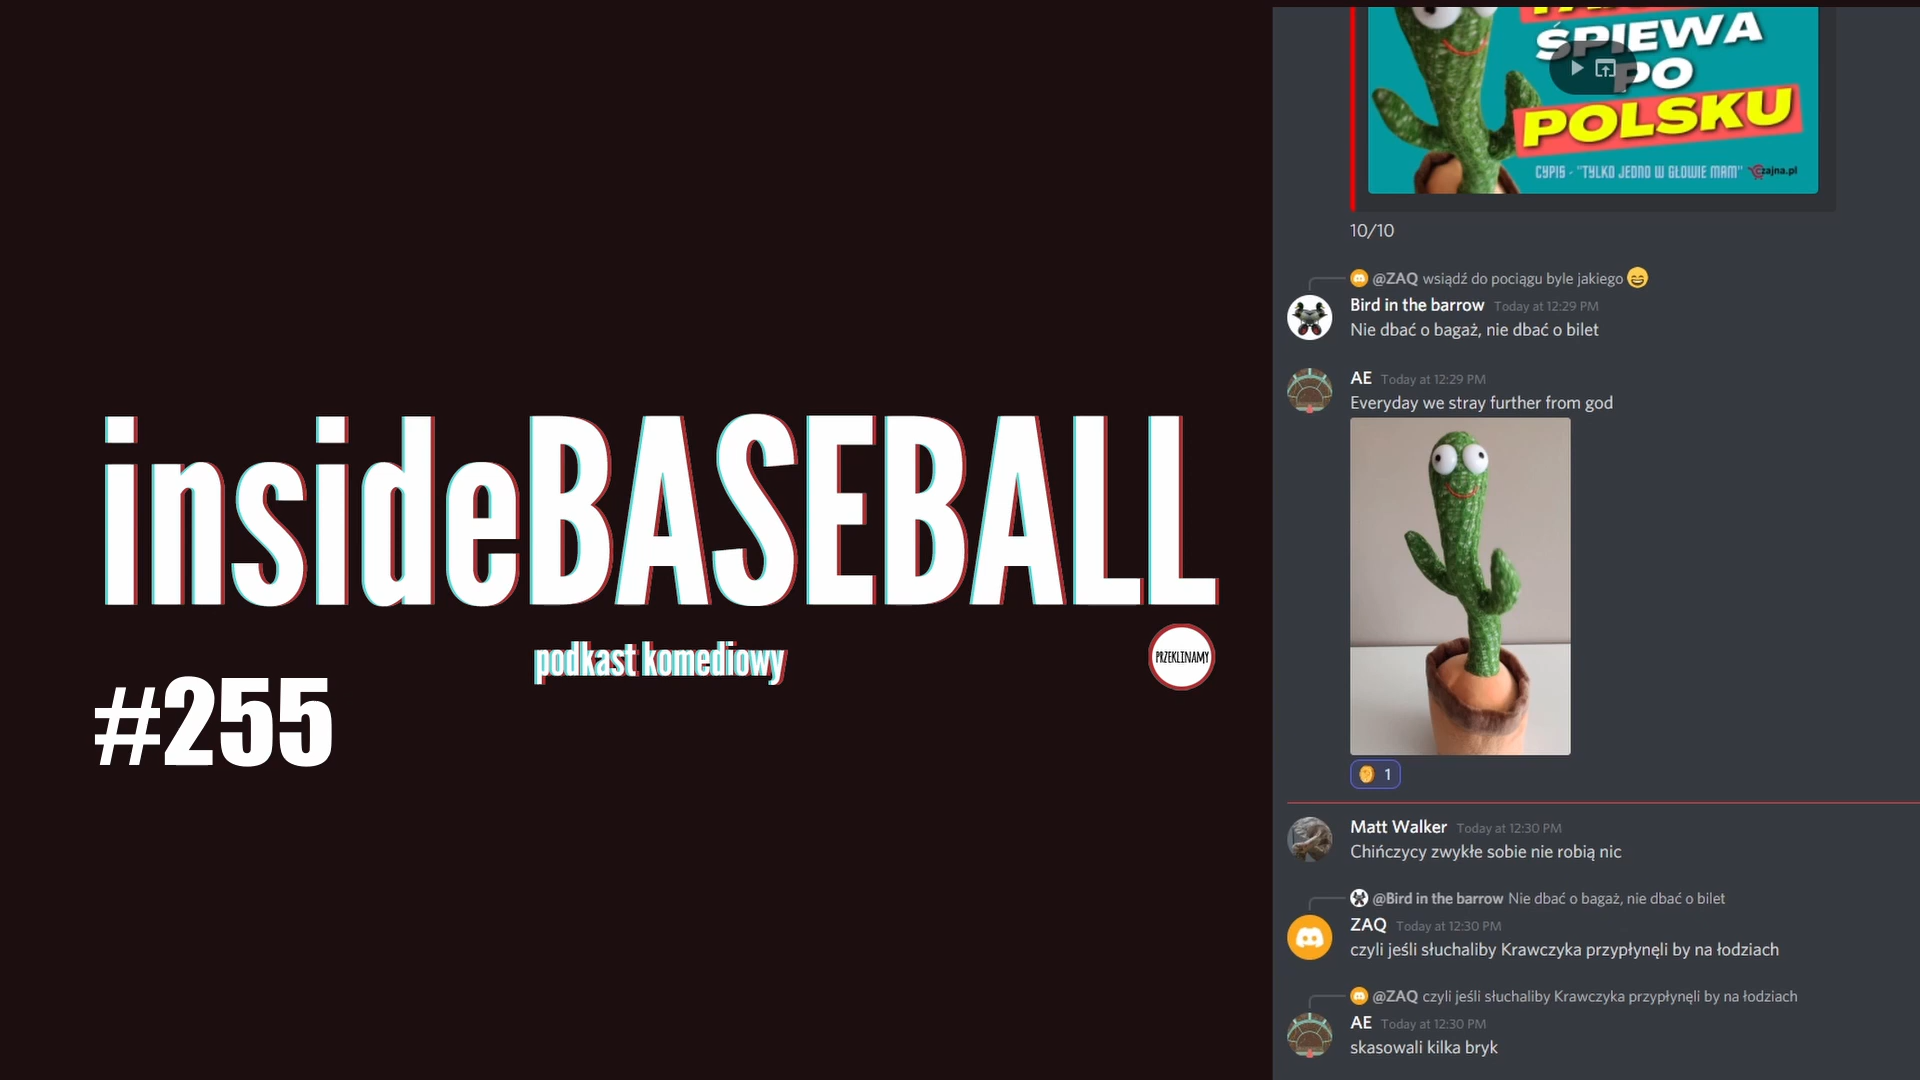 insideBASEBALL
podkast komediowy
PRZEKLINAMY
#255
ŚPIEWA
PO
POLSKU
CYPIS - "TYLKO JEDNO W GŁOWIE MAM" czajna.pl
10/10
@ZAQ wsiądź do pociągu byle jakiego
Bird in the barrow Today at 12:29 PM
Nie dbać o bagaż, nie dbać o bilet
AE Today at 12:29 PM
Everyday we stray further from god
1
Matt Walker Today at 12:30 PM
Chińczycy zwykłe sobie nie robią nic
@Bird in the barrow Nie dbać o bagaż, nie dbać o bilet
ZAQ Today at 12:30 PM
czyli jeśli słuchaliby Krawczyka przypłynęli by na łodziach
@ZAQ czyli jeśli słuchaliby Krawczyka przypłynęli by na łodziach
AE Today at 12:30 PM
skasowali kilka bryk